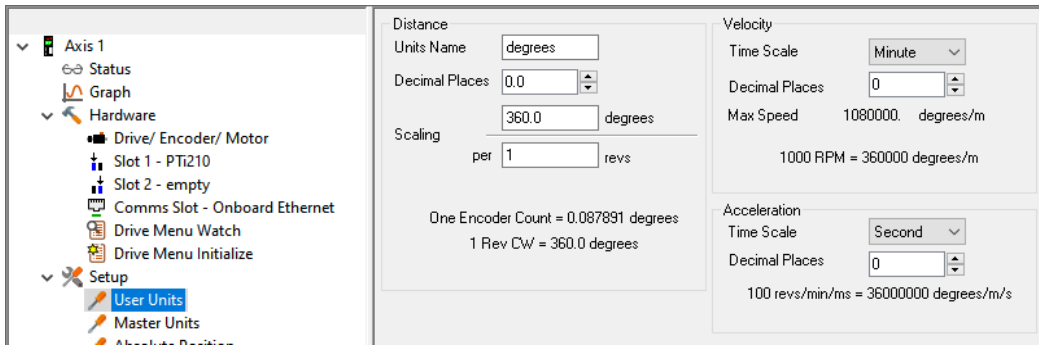 Axis 1
Status
Graph
Hardware
Drive/ Encoder/ Motor
Slot 1 - PTi210
Slot 2 - empty
Comms Slot - Onboard Ethernet
Drive Menu Watch
Drive Menu Initialize
Setup
User Units
Master Units
Absolute Position
Distance
Units Name degrees
Decimal Places 0.0
Scaling
360.0 degrees
per 1 revs
One Encoder Count = 0.087891 degrees
1 Rev CW = 360.0 degrees
Velocity
Time Scale Minute
Decimal Places 0
Max Speed 1080000. degrees/m
1000 RPM = 360000 degrees/m
Acceleration
Time Scale Second
Decimal Places 0
100 revs/min/ms = 36000000 degrees/m/s